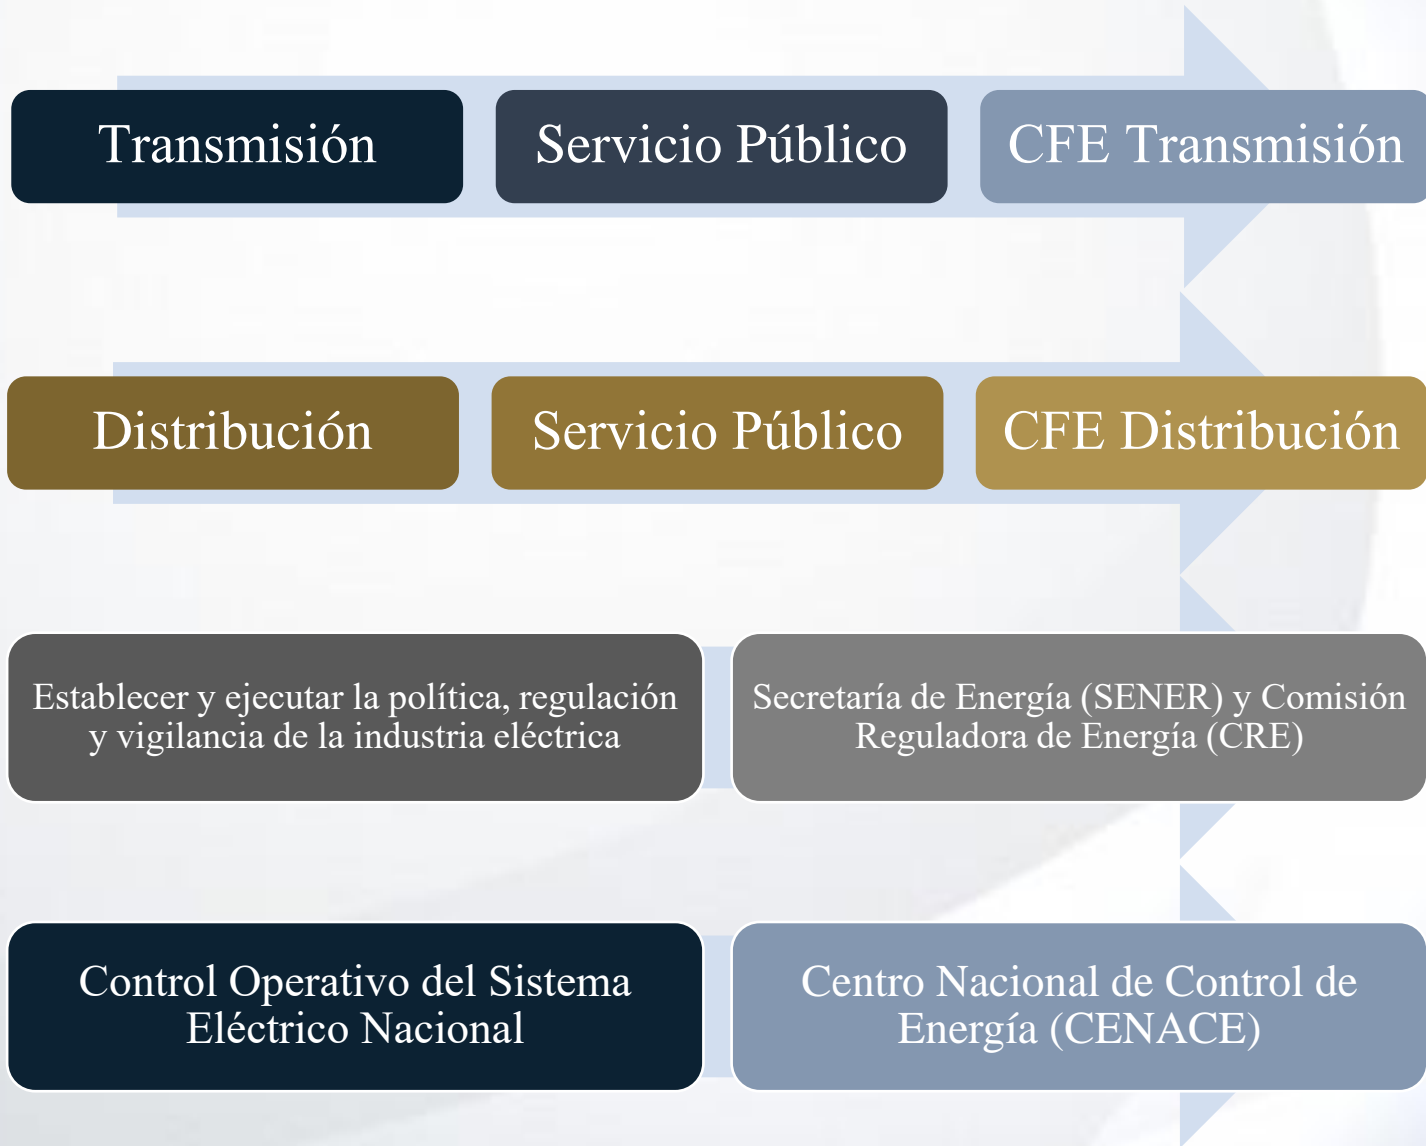 Transmisión
Servicio Público
CFE Transmisión
Distribución
Servicio Público
CFE Distribución
Establecer y ejecutar la política, regulación
y vigilancia de la industria eléctrica
Secretaría de Energía (SENER) y Comisión
Reguladora de Energía (CRE)
Control Operativo del Sistema
Eléctrico Nacional
Centro Nacional de Control de
Energía (CENACE)